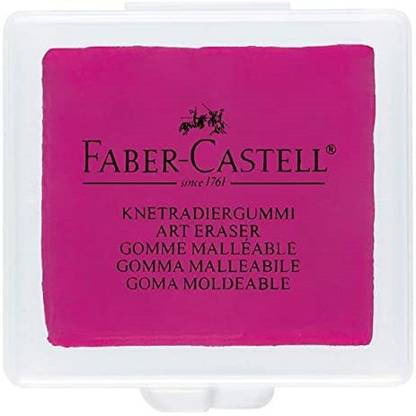 FABER-CASTELL®
since 1761
KNETRADIERGUMMI
ART ERASER
GOMME MALLÉABLE
GOMMA MALLEABILE
GOMA MOLDEABLE